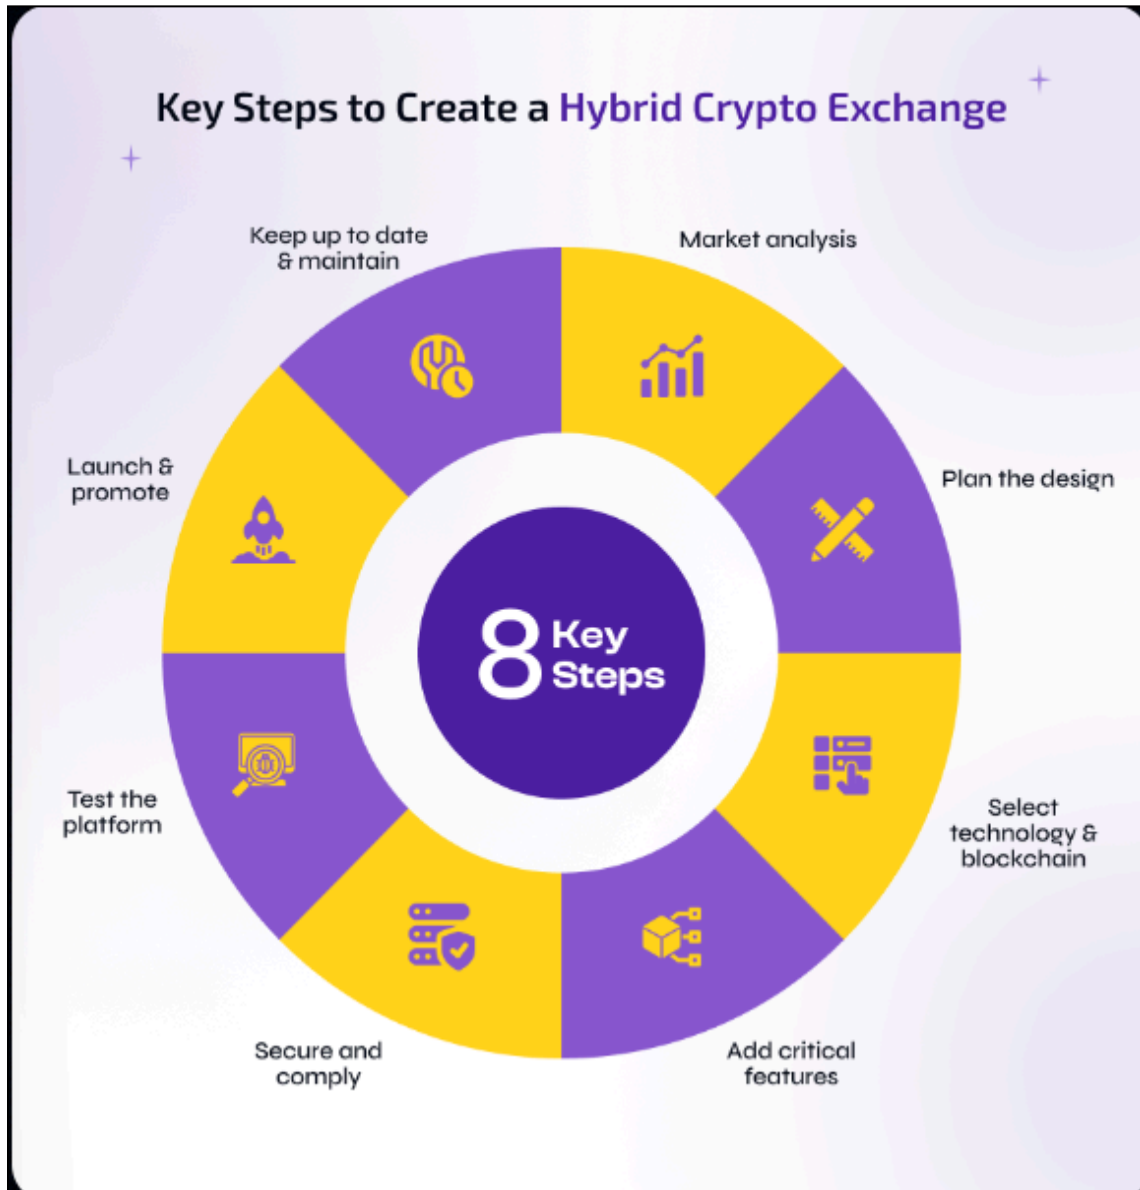 Key Steps to Create a Hybrid Crypto Exchange
Market analysis
Plan the design
Select
technology &
blockchain
Add critical
features
Secure and
comply
Test the
platform
Launch &
promote
Keep up to date
& maintain
8 Key
Steps